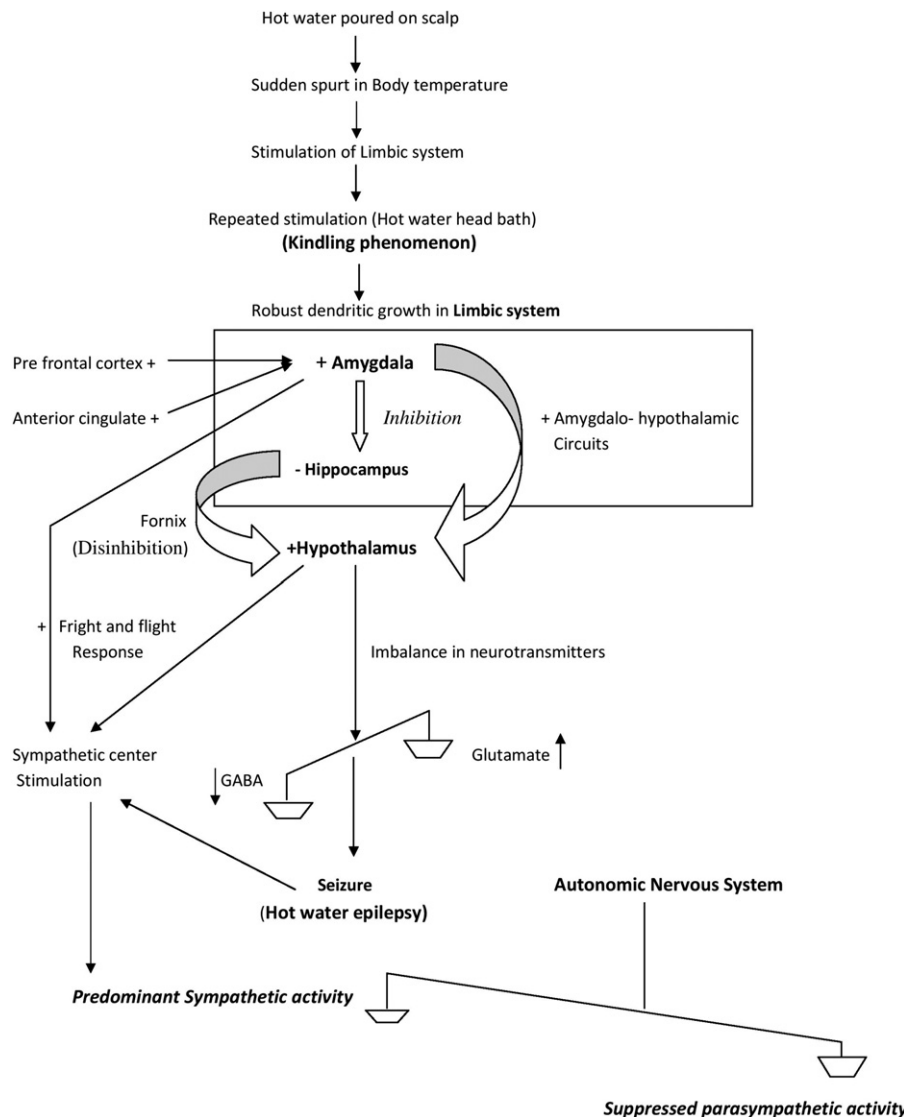 Hot water poured on scalp
Sudden spurt in Body temperature
Stimulation of Limbic system
Repeated stimulation (Hot water head bath)
(Kindling phenomenon)
Robust dendritic growth in Limbic system
Pre frontal cortex +
+ Amygdala
Anterior cingulate +
Inhibition
+ Amygdalo- hypothalamic
Circuits
- Hippocampus
Fornix
(Disinhibition)
+Hypothalamus
+ Fright and flight
Response
Imbalance in neurotransmitters
Sympathetic center
Stimulation
GABA
Glutamate
Seizure
(Hot water epilepsy)
Autonomic Nervous System
Predominant Sympathetic activity
Suppressed parasympathetic activity